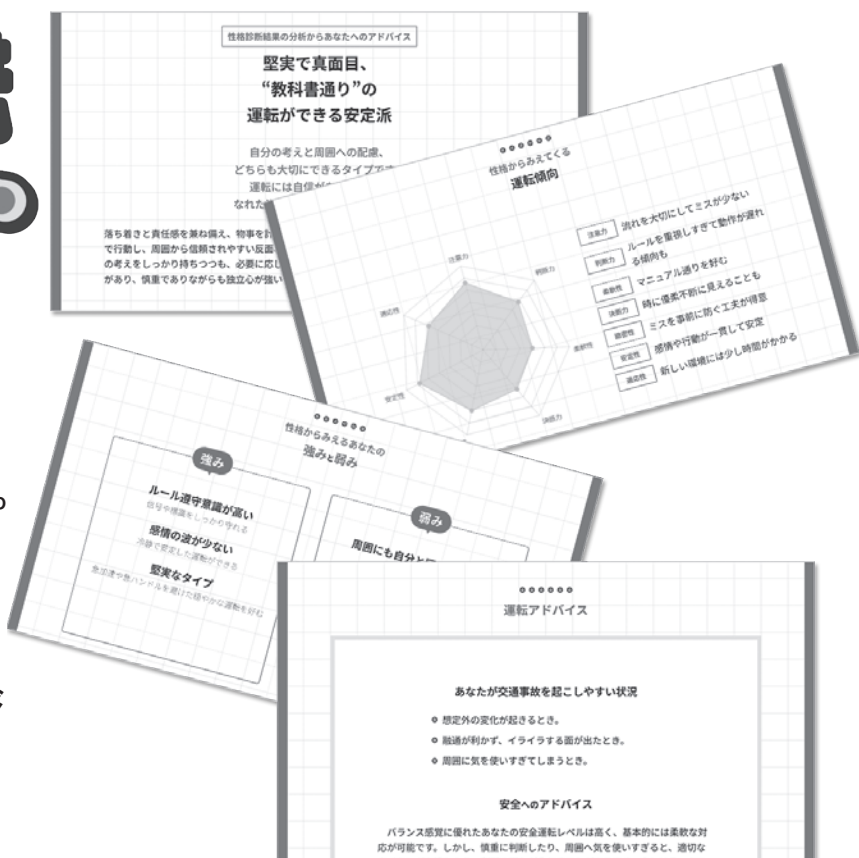 性格診断結果の分析からあなたへのアドバイス
堅実で真面目、
“教科書通り”の
運転ができる安定派
自分の考えと周囲への配慮、
どちらも大切にできるタイプで
運転には自信が
なれた
落ち着きと責任感を兼ね備え、物事を
で行動し、周囲から信頼されやすい反面
の考えをしっかり持ちつつも、必要に応じ
があり、慎重でありながらも独立心が強い
性格からみえてくる
運転傾向
注意力
判断力
柔軟性
決断力
安定性
適応性
注意力 流れを大切にしてミスが少ない
判断力 ルールを重視しすぎて動作が遅れ
る傾向も
柔軟性 マニュアル通りを好む
決断力 時に優柔不断に見えることも
ミスを事前に防ぐ工夫が得意
安定性 感情や行動が一貫して安定
適応性 新しい環境には少し時間がかかる
性格からみえるあなたの
強みと弱み
強み
ルール遵守意識が高い
信号や標識をしっかり守れる
感情の波が少ない
冷静で安定した運転ができる
堅実なタイプ
急加速や急ハンドルを避けた穏やかな運転を好む
弱み
周囲にも自分と
運転アドバイス
あなたが交通事故を起こしやすい状況
想定外の変化が起きるとき。
融通が利かず、イライラする面が出たとき。
周囲に気を使いすぎてしまうとき。
安全へのアドバイス
バランス感覚に優れたあなたの安全運転レベルは高く、基本的には柔軟な対
応が可能です。しかし、慎重に判断したり、周囲へ気を使いすぎると、適切な